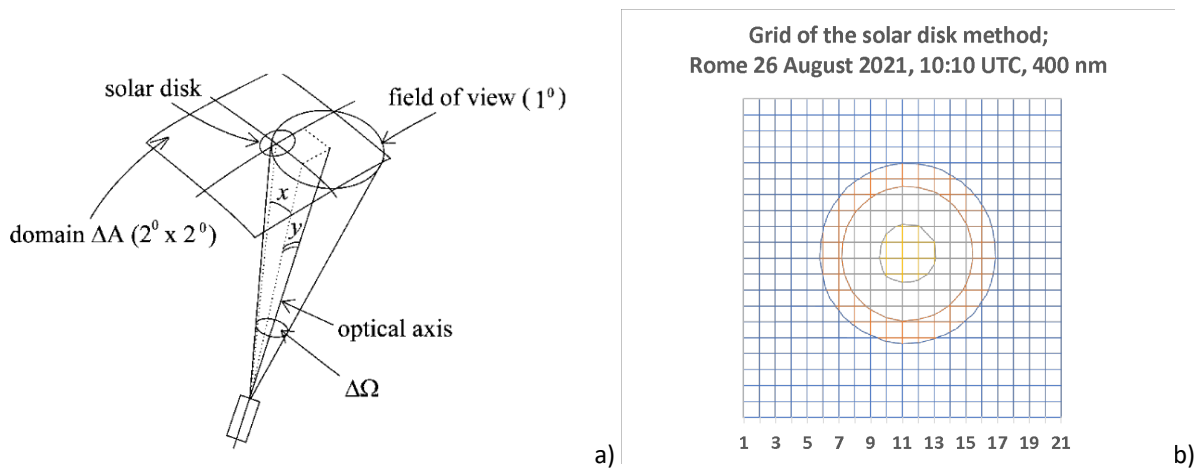 solar disk
field of view (1⁰)
x
y
domain ΔA (2⁰ x 2⁰)
optical axis
ΔΩ
a)
Grid of the solar disk method;
Rome 26 August 2021, 10:10 UTC, 400 nm
1 3 5 7 9 11 13 15 17 19 21
b)